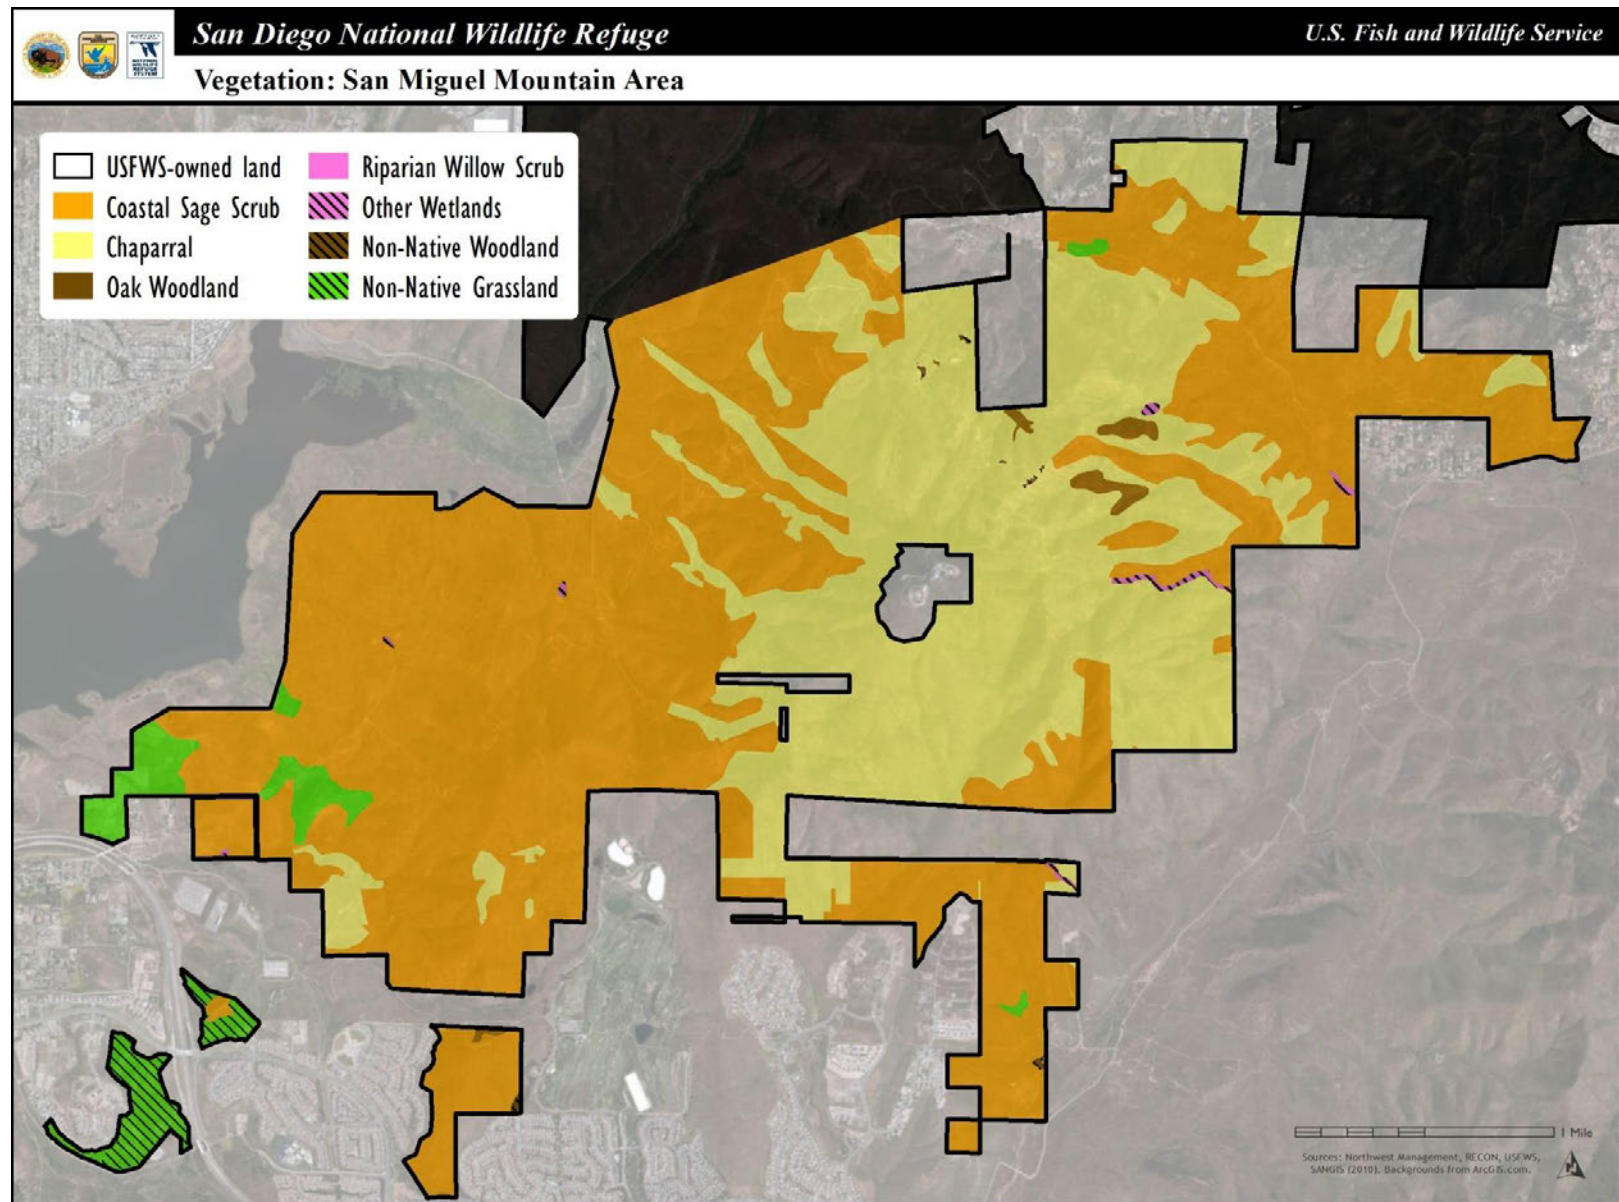 San Diego National Wildlife Refuge
U.S. Fish and Wildlife Service
Vegetation: San Miguel Mountain Area
USFWS-owned land
Coastal Sage Scrub
Chaparral
Oak Woodland
Riparian Willow Scrub
Other Wetlands
Non-Native Woodland
Non-Native Grassland
1 Mile
Sources: Northwest Management, RECON, USFWS,
SANGIS (2010). Backgrounds from ArcGIS.com.